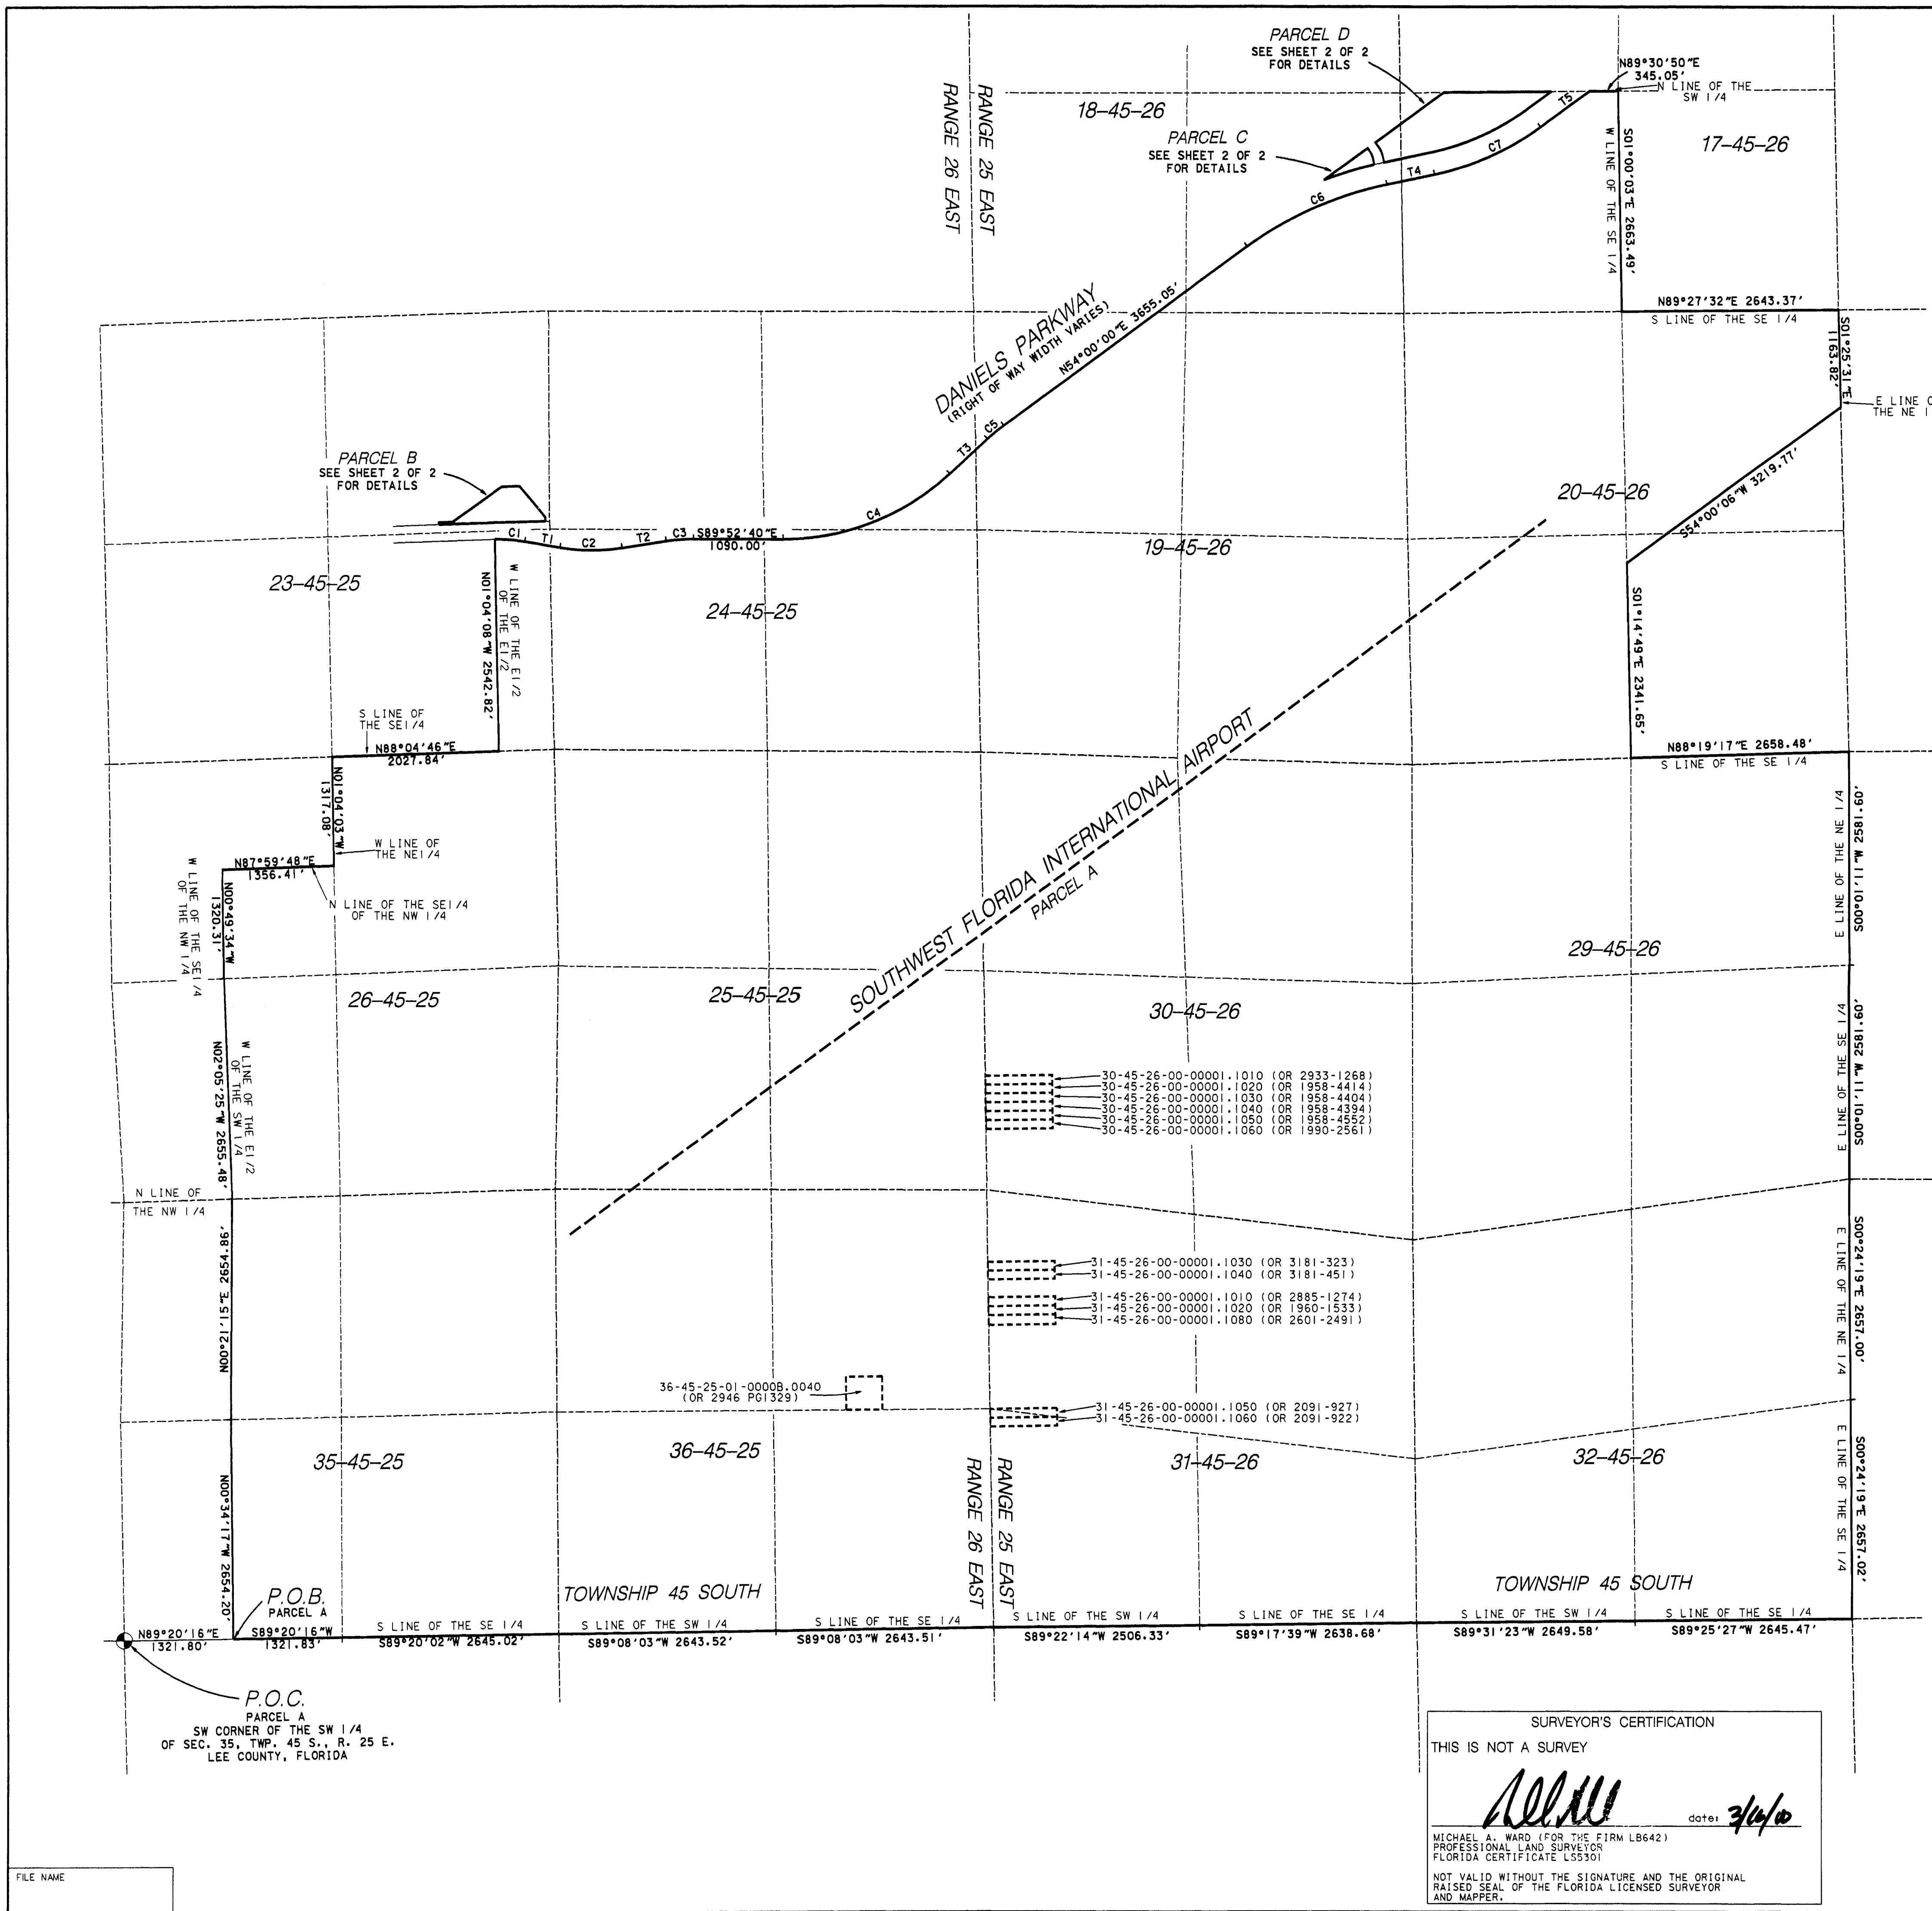 PARCEL D
SEE SHEET 2 OF 2
FOR DETAILS
N89°30'50"E
345.05'
N LINE OF THE
SW 1/4
RANGE 26 EAST
RANGE 25 EAST
18-45-26
PARCEL C
SEE SHEET 2 OF 2
FOR DETAILS
T5
C7
T4
C6
17-45-26
W LINE OF THE SE 1/4
S01°00'03"E 2663.49'
N89°27'32"E 2643.37'
S LINE OF THE SE 1/4
S01°25'31"E
1163.82'
E LINE O
THE NE 1
DANIELS PARKWAY
(RIGHT OF WAY WIDTH VARIES)
N54°00'00"E 3655.05'
C5
T3
C4
PARCEL B
SEE SHEET 2 OF 2
FOR DETAILS
C1
T1
C2
T2
C3
S89°52'40"E
1090.00'
20-45-26
S54°00'06"W 3219.77'
19-45-26
23-45-25
24-45-25
N01°04'08"W 2542.82'
W LINE OF THE E1/2
OF THE E1/2
S01°14'49"E 2341.65'
S LINE OF
THE SE1/4
N88°04'46"E
2027.84'
N88°19'17"E 2658.48'
S LINE OF THE SE 1/4
N01°04'03"W
1317.08'
W LINE OF
THE NE1/4
N87°59'48"E
1356.41'
N LINE OF THE SE1/4
OF THE NW 1/4
W LINE OF THE SE1/4
OF THE NW 1/4
N00°49'34"W
1320.31'
SOUTHWEST FLORIDA INTERNATIONAL AIRPORT
PARCEL A
E LINE OF THE NE 1/4
S00°01'11"W 2581.60'
29-45-26
26-45-25
25-45-25
30-45-26
N02°05'25"W 2655.48'
W LINE OF THE E1/2
OF THE SW 1/4
E LINE OF THE SE 1/4
S00°01'11"W 2581.60'
30-45-26-00-00001.1010 (OR 2933-1268)
30-45-26-00-00001.1020 (OR 1958-4414)
30-45-26-00-00001.1030 (OR 1958-4404)
30-45-26-00-00001.1040 (OR 1958-4394)
30-45-26-00-00001.1050 (OR 1958-4552)
30-45-26-00-00001.1060 (OR 1990-2561)
N LINE OF
THE NW 1/4
N00°21'15"E 2654.86'
E LINE OF THE NE 1/4
S00°24'19"E 2657.00'
31-45-26-00-00001.1030 (OR 3181-323)
31-45-26-00-00001.1040 (OR 3181-451)
31-45-26-00-00001.1010 (OR 2885-1274)
31-45-26-00-00001.1020 (OR 1960-1533)
31-45-26-00-00001.1080 (OR 2601-2491)
36-45-25-01-0000B.0040
(OR 2946 PG1329)
31-45-26-00-00001.1050 (OR 2091-927)
31-45-26-00-00001.1060 (OR 2091-922)
35-45-25
36-45-25
31-45-26
32-45-26
N00°34'17"W 2654.20'
RANGE 26 EAST
RANGE 25 EAST
E LINE OF THE SE 1/4
S00°24'19"E 2657.02'
P.O.B.
PARCEL A
TOWNSHIP 45 SOUTH
TOWNSHIP 45 SOUTH
N89°20'16"E
1321.80'
S89°20'16"W
1321.83'
S LINE OF THE SE 1/4
S89°20'02"W 2645.02'
S LINE OF THE SW 1/4
S89°08'03"W 2643.52'
S LINE OF THE SE 1/4
S89°08'03"W 2643.51'
S LINE OF THE SW 1/4
S89°22'14"W 2506.33'
S LINE OF THE SE 1/4
S89°17'39"W 2638.68'
S LINE OF THE SW 1/4
S89°31'23"W 2649.58'
S LINE OF THE SE 1/4
S89°25'27"W 2645.47'
P.O.C.
PARCEL A
SW CORNER OF THE SW 1/4
OF SEC. 35, TWP. 45 S., R. 25 E.
LEE COUNTY, FLORIDA
SURVEYOR'S CERTIFICATION
THIS IS NOT A SURVEY
date: 3/16/00
MICHAEL A. WARD (FOR THE FIRM LB642)
PROFESSIONAL LAND SURVEYOR
FLORIDA CERTIFICATE LS5301
NOT VALID WITHOUT THE SIGNATURE AND THE ORIGINAL
RAISED SEAL OF THE FLORIDA LICENSED SURVEYOR
AND MAPPER.
FILE NAME